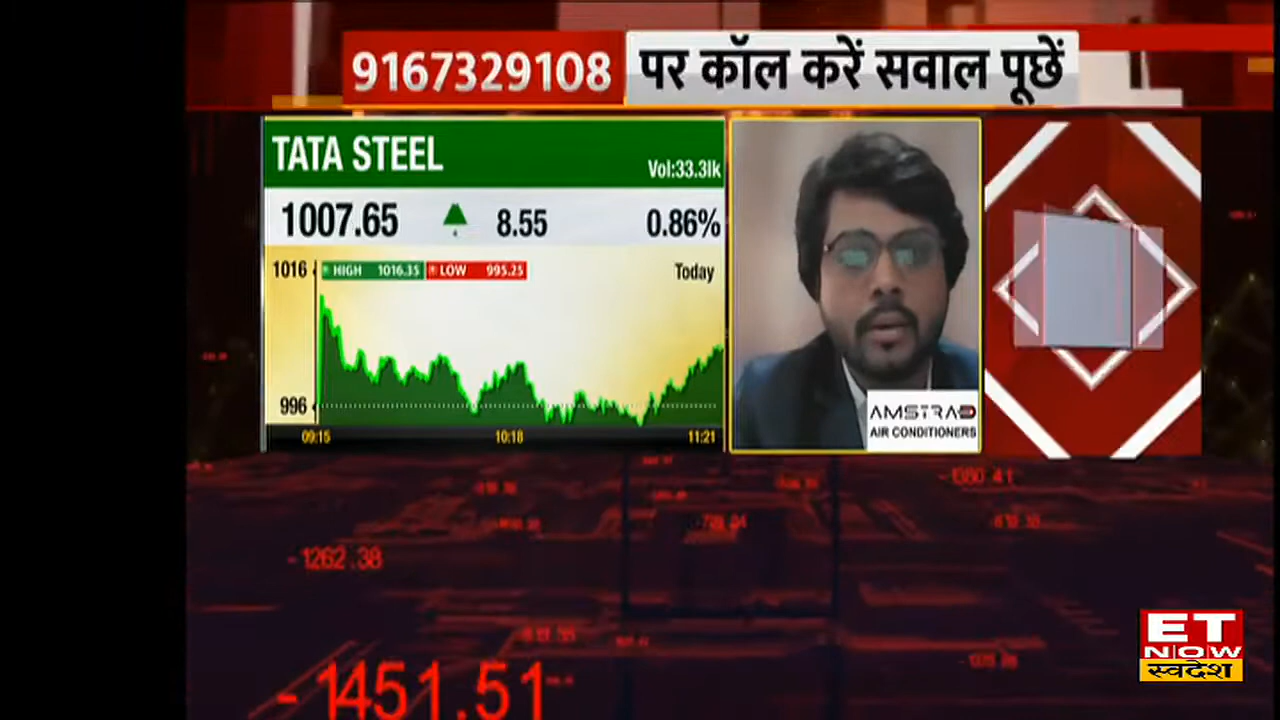 9167329108 पर कॉल करें सवाल पूछें
TATA STEEL
Vol:33.3lk
1007.65 8.55 0.86%
1016 HIGH 1016.35 LOW 995.25 Today
996
09:15 10:18 11:21
AMSTRAD
AIR CONDITIONERS
-1380.41
-1262.38
-1451.51
ET
NOW
स्वदेश